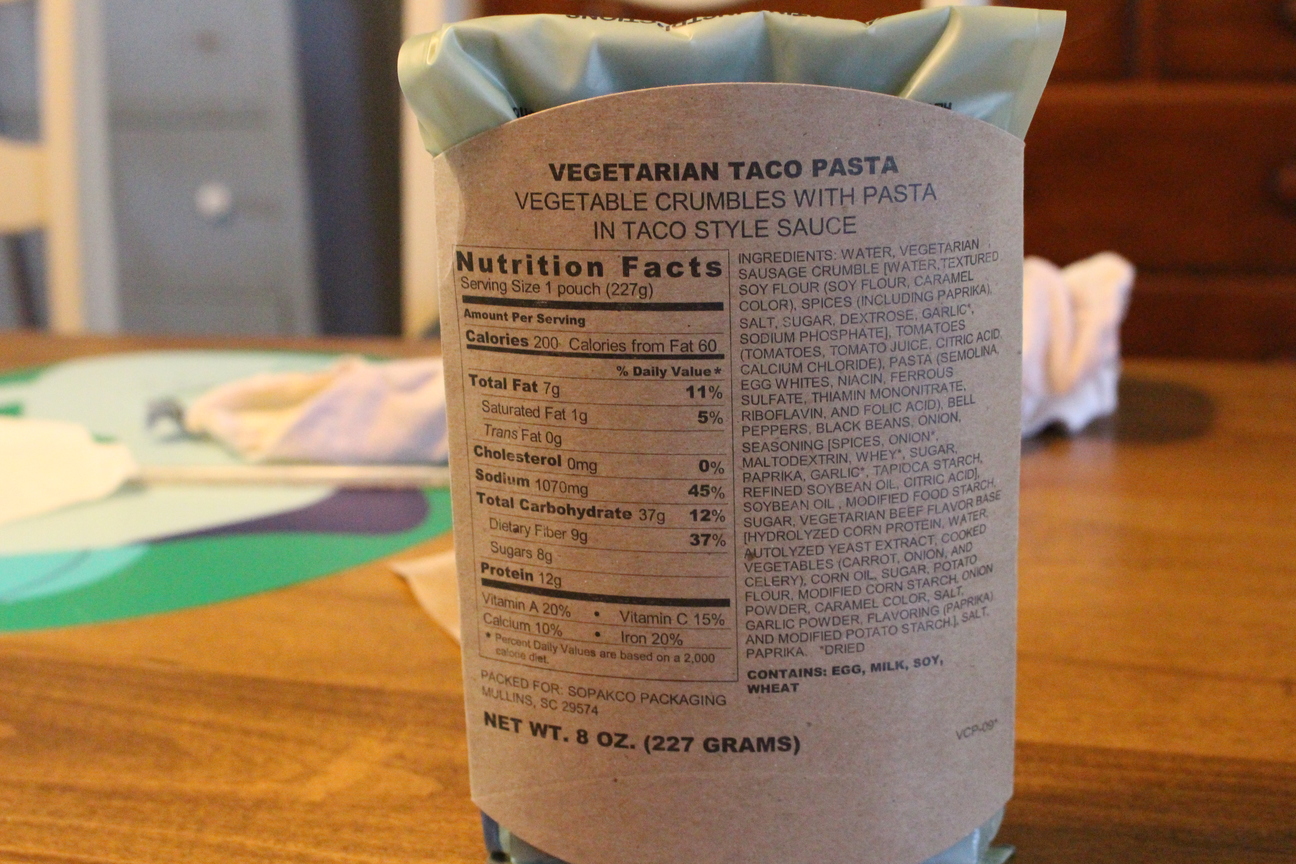 VEGETARIAN TACO PASTA
VEGETABLE CRUMBLES WITH PASTA
IN TACO STYLE SAUCE
Nutrition Facts
Serving Size 1 pouch (227g)
Amount Per Serving
Calories 200 Calories from Fat 60
% Daily Value*
Total Fat 7g 11%
Saturated Fat 1g 5%
Trans Fat 0g
Cholesterol 0mg 0%
Sodium 1070mg 45%
Total Carbohydrate 37g 12%
Dietary Fiber 9g 37%
Sugars 8g
Protein 12g
Vitamin A 20% • Vitamin C 15%
Calcium 10% • Iron 20%
* Percent Daily Values are based on a 2,000
calorie diet.
PACKED FOR: SOPAKCO PACKAGING
MULLINS, SC 29574
NET WT. 8 OZ. (227 GRAMS)
INGREDIENTS: WATER, VEGETARIAN
SAUSAGE CRUMBLE [WATER,TEXTURED
SOY FLOUR (SOY FLOUR, CARAMEL
COLOR), SPICES (INCLUDING PAPRIKA),
SALT, SUGAR, DEXTROSE, GARLIC*,
SODIUM PHOSPHATE], TOMATOES
(TOMATOES, TOMATO JUICE, CITRIC ACID,
CALCIUM CHLORIDE), PASTA (SEMOLINA,
EGG WHITES, NIACIN, FERROUS
SULFATE, THIAMIN MONONITRATE,
RIBOFLAVIN, AND FOLIC ACID), BELL
PEPPERS, BLACK BEANS, ONION,
SEASONING [SPICES, ONION*,
MALTODEXTRIN, WHEY*, SUGAR,
PAPRIKA, GARLIC*, TAPIOCA STARCH,
REFINED SOYBEAN OIL, CITRIC ACID],
SOYBEAN OIL , MODIFIED FOOD STARCH,
SUGAR, VEGETARIAN BEEF FLAVOR BASE
[HYDROLYZED CORN PROTEIN, WATER,
AUTOLYZED YEAST EXTRACT, COOKED
VEGETABLES (CARROT, ONION, AND
CELERY), CORN OIL, SUGAR, POTATO
FLOUR, MODIFIED CORN STARCH, ONION
POWDER, CARAMEL COLOR, SALT,
GARLIC POWDER, FLAVORING (PAPRIKA)
AND MODIFIED POTATO STARCH.], SALT,
PAPRIKA. *DRIED
CONTAINS: EGG, MILK, SOY,
WHEAT
VCP-09*